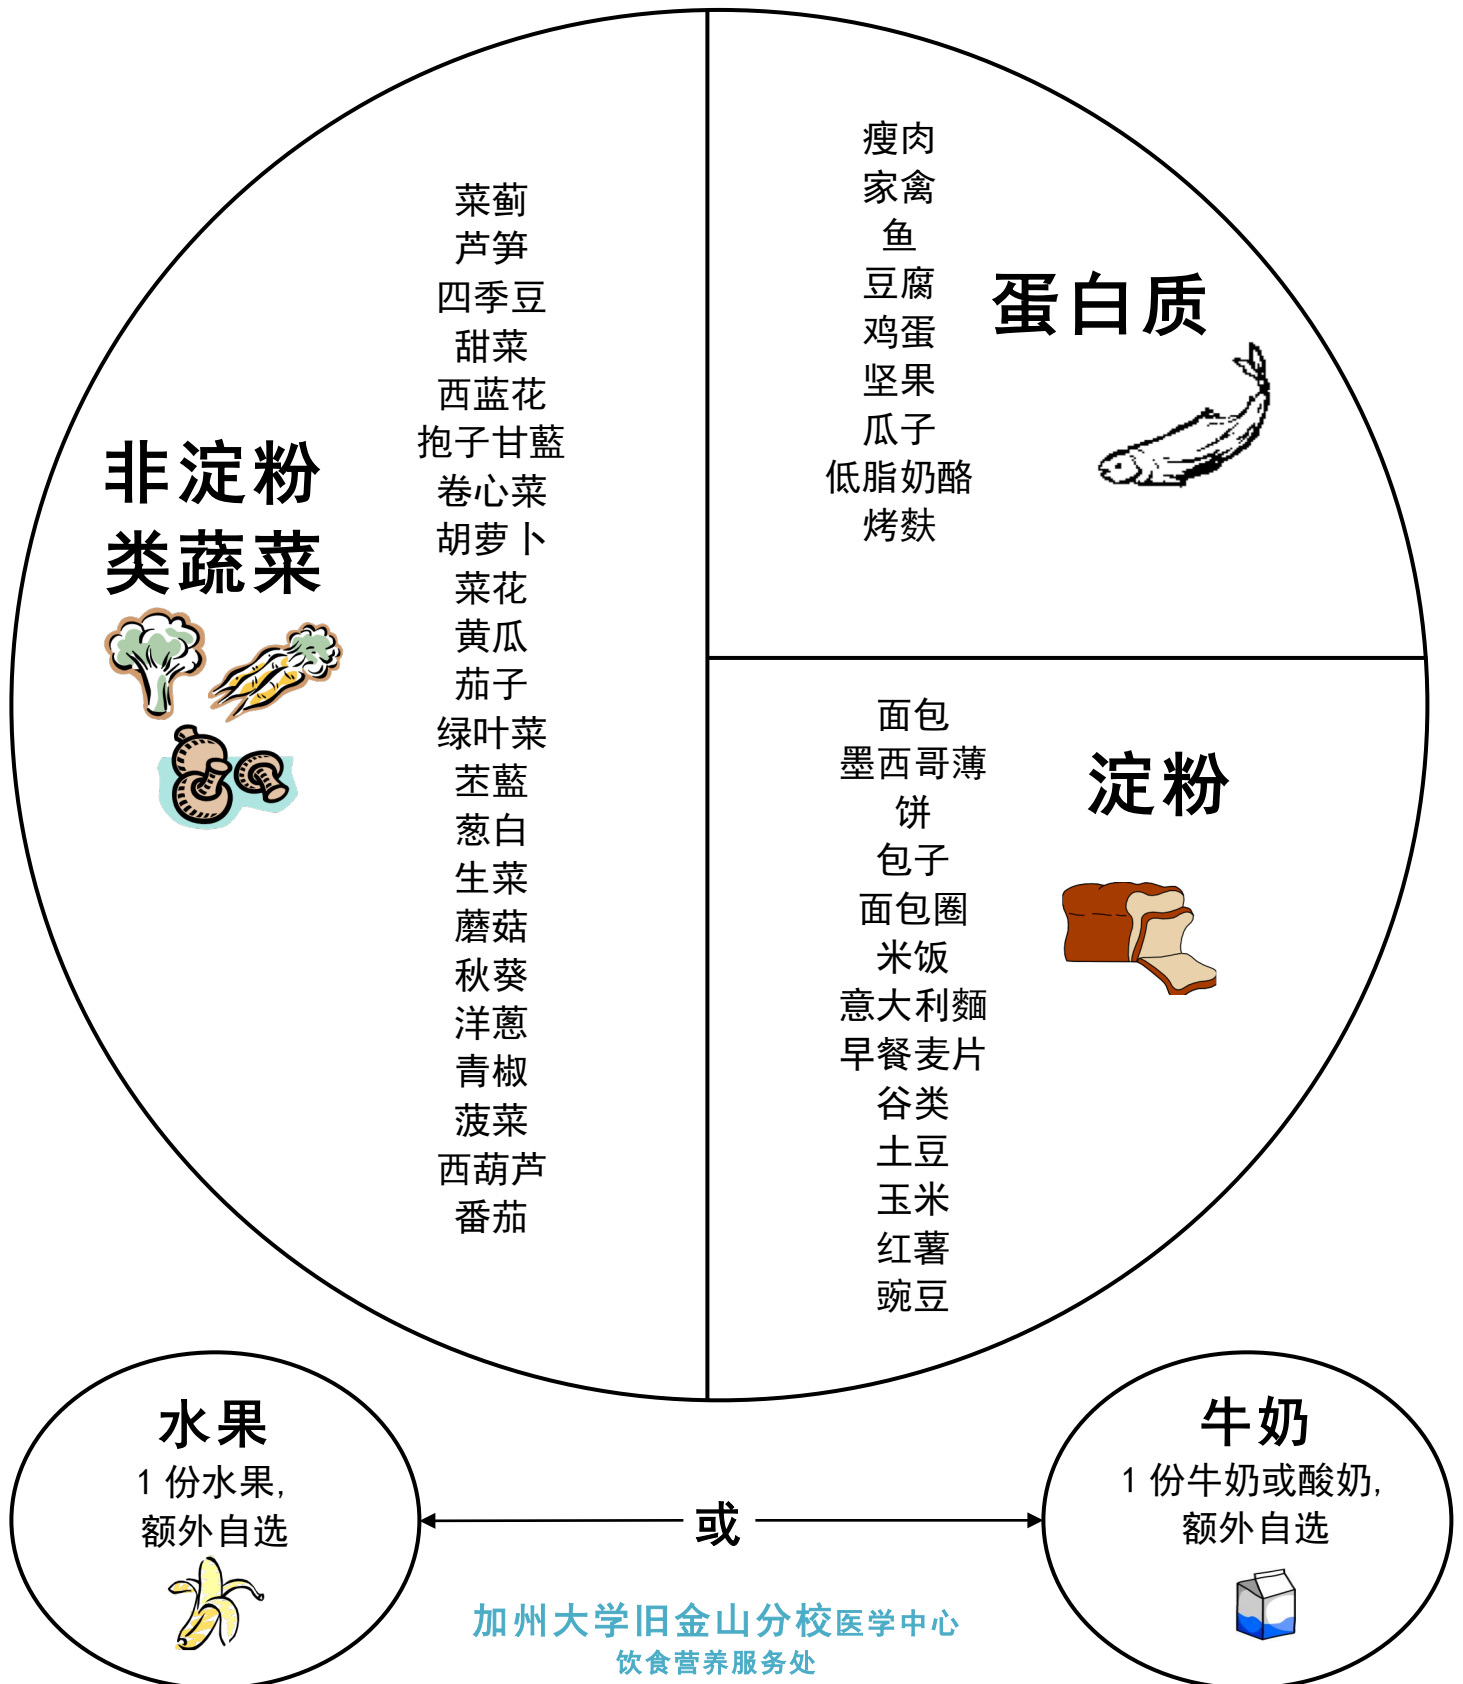 非淀粉
类蔬菜
菜蓟
芦笋
四季豆
甜菜
西蓝花
抱子甘藍
卷心菜
胡萝卜
菜花
黄瓜
茄子
绿叶菜
苤藍
葱白
生菜
蘑菇
秋葵
洋蔥
青椒
菠菜
西葫芦
番茄
瘦肉
家禽
鱼
豆腐
鸡蛋
坚果
瓜子
低脂奶酪
烤麩
蛋白质
面包
墨西哥薄
饼
包子
面包圈
米饭
意大利麵
早餐麦片
谷类
土豆
玉米
红薯
豌豆
淀粉
水果
1 份水果,
额外自选
或
牛奶
1 份牛奶或酸奶,
额外自选
加州大学旧金山分校医学中心
饮食营养服务处